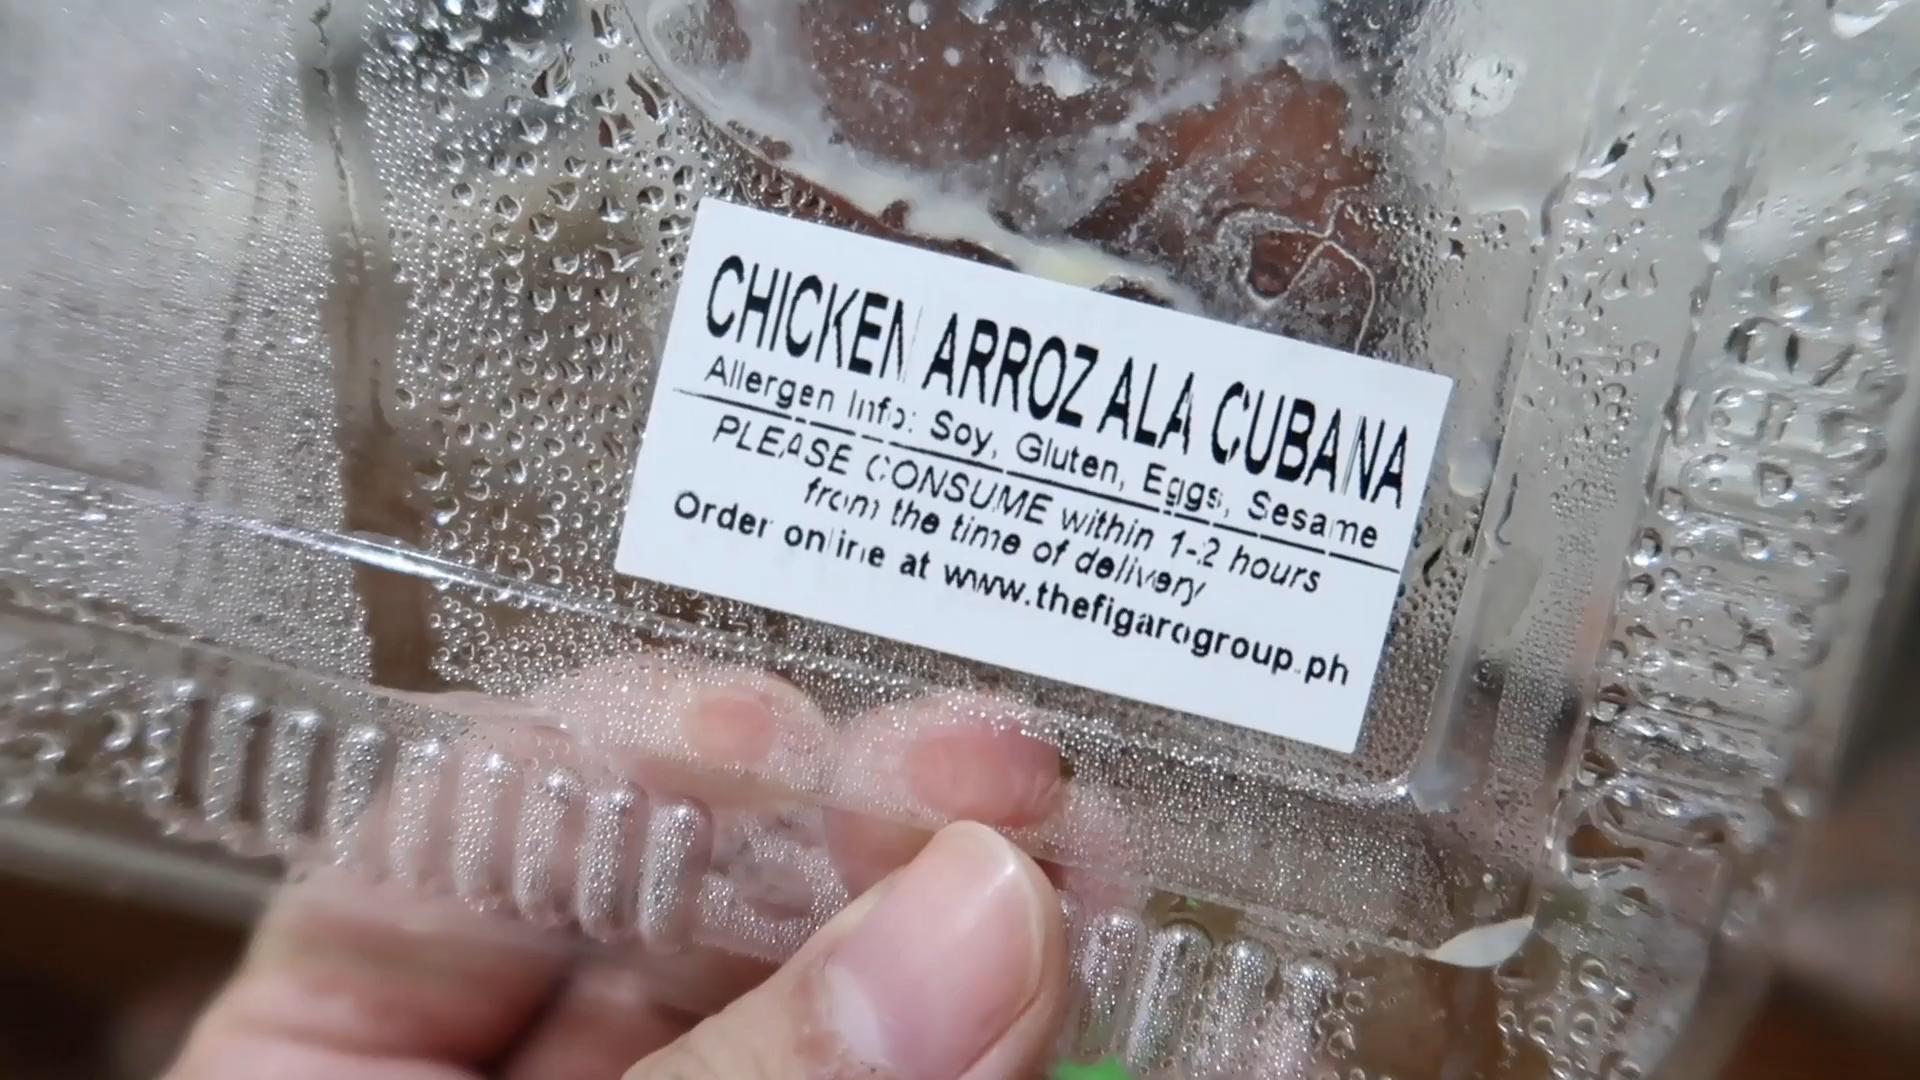 CHICKEN ARROZ ALA CUBANA
Allergen Info: Soy, Gluten, Eggs, Sesame
PLEASE CONSUME within 1-2 hours
from the time of delivery
Order online at www.thefigarogroup.ph